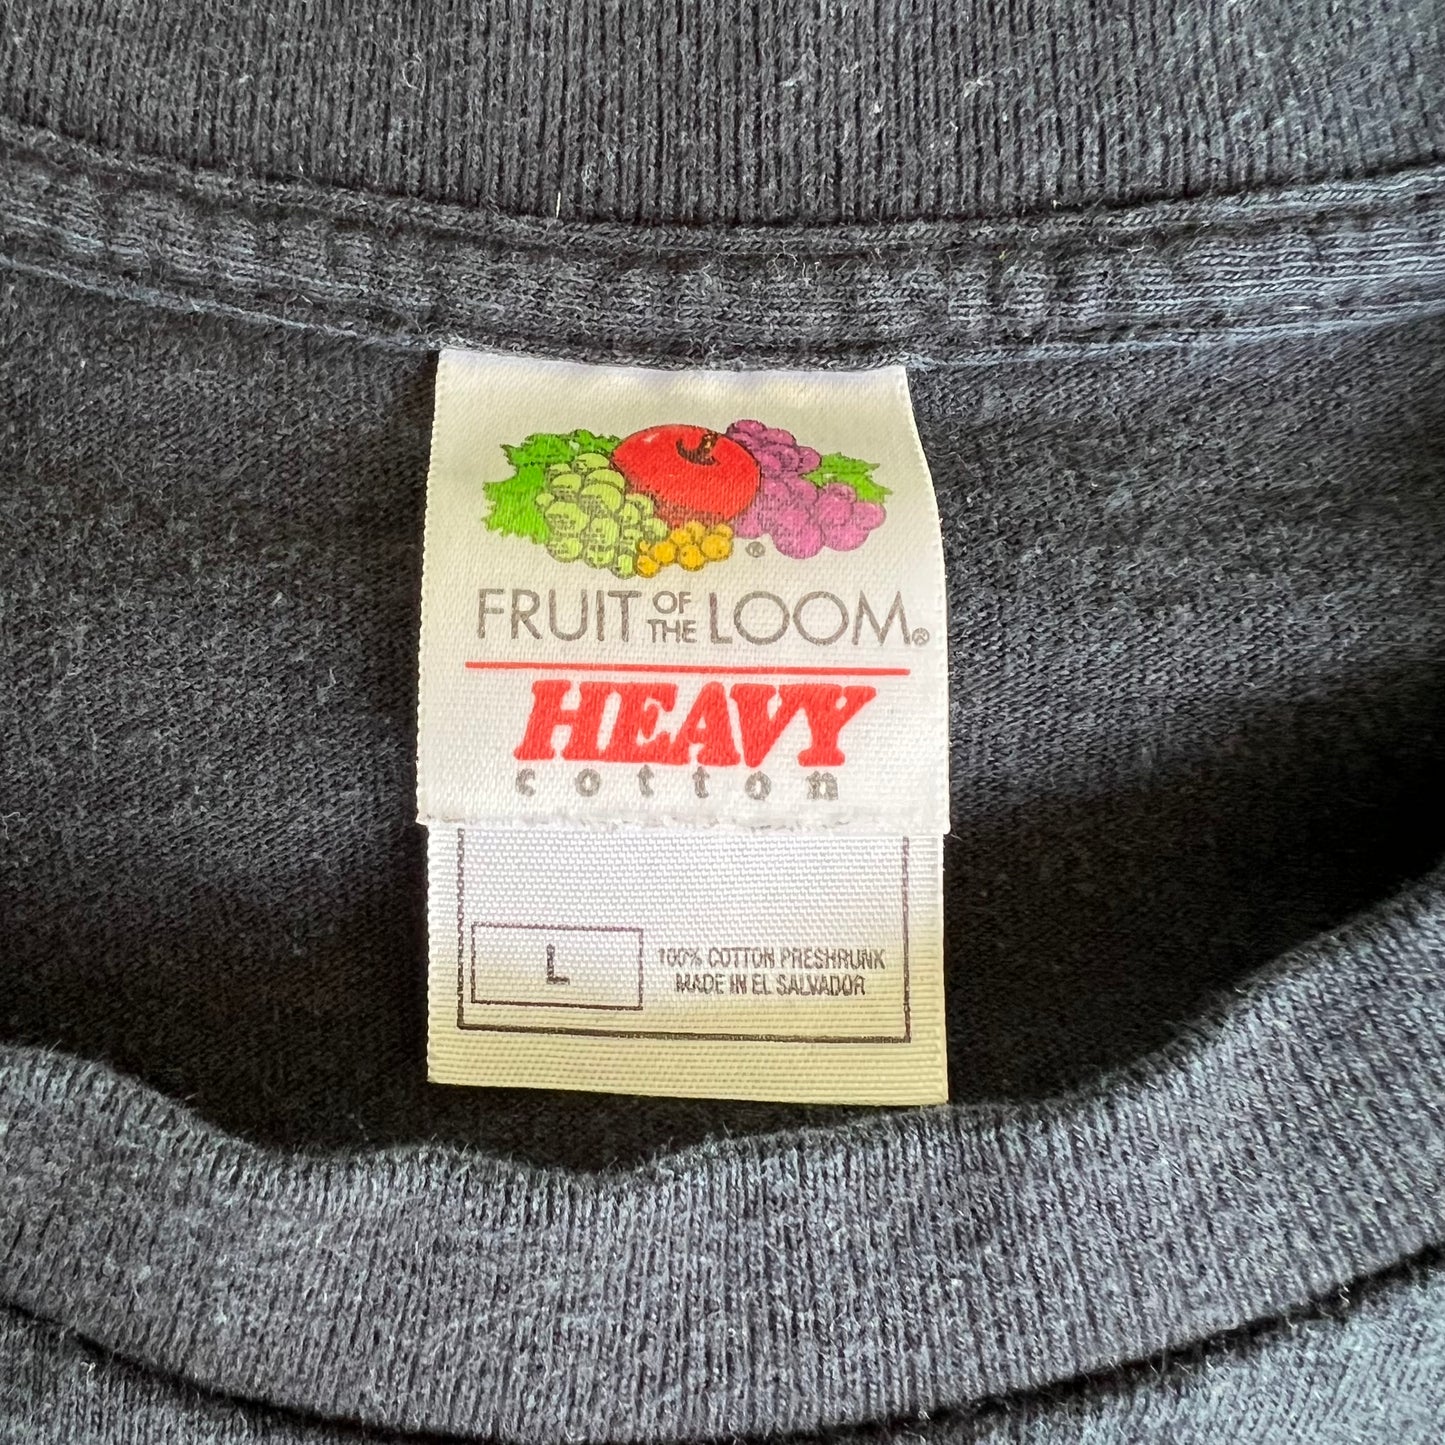 ®
FRUIT OF THE LOOM®
HEAVY
cotton
L
100% COTTON PRESHRUNK
MADE IN EL SALVADOR